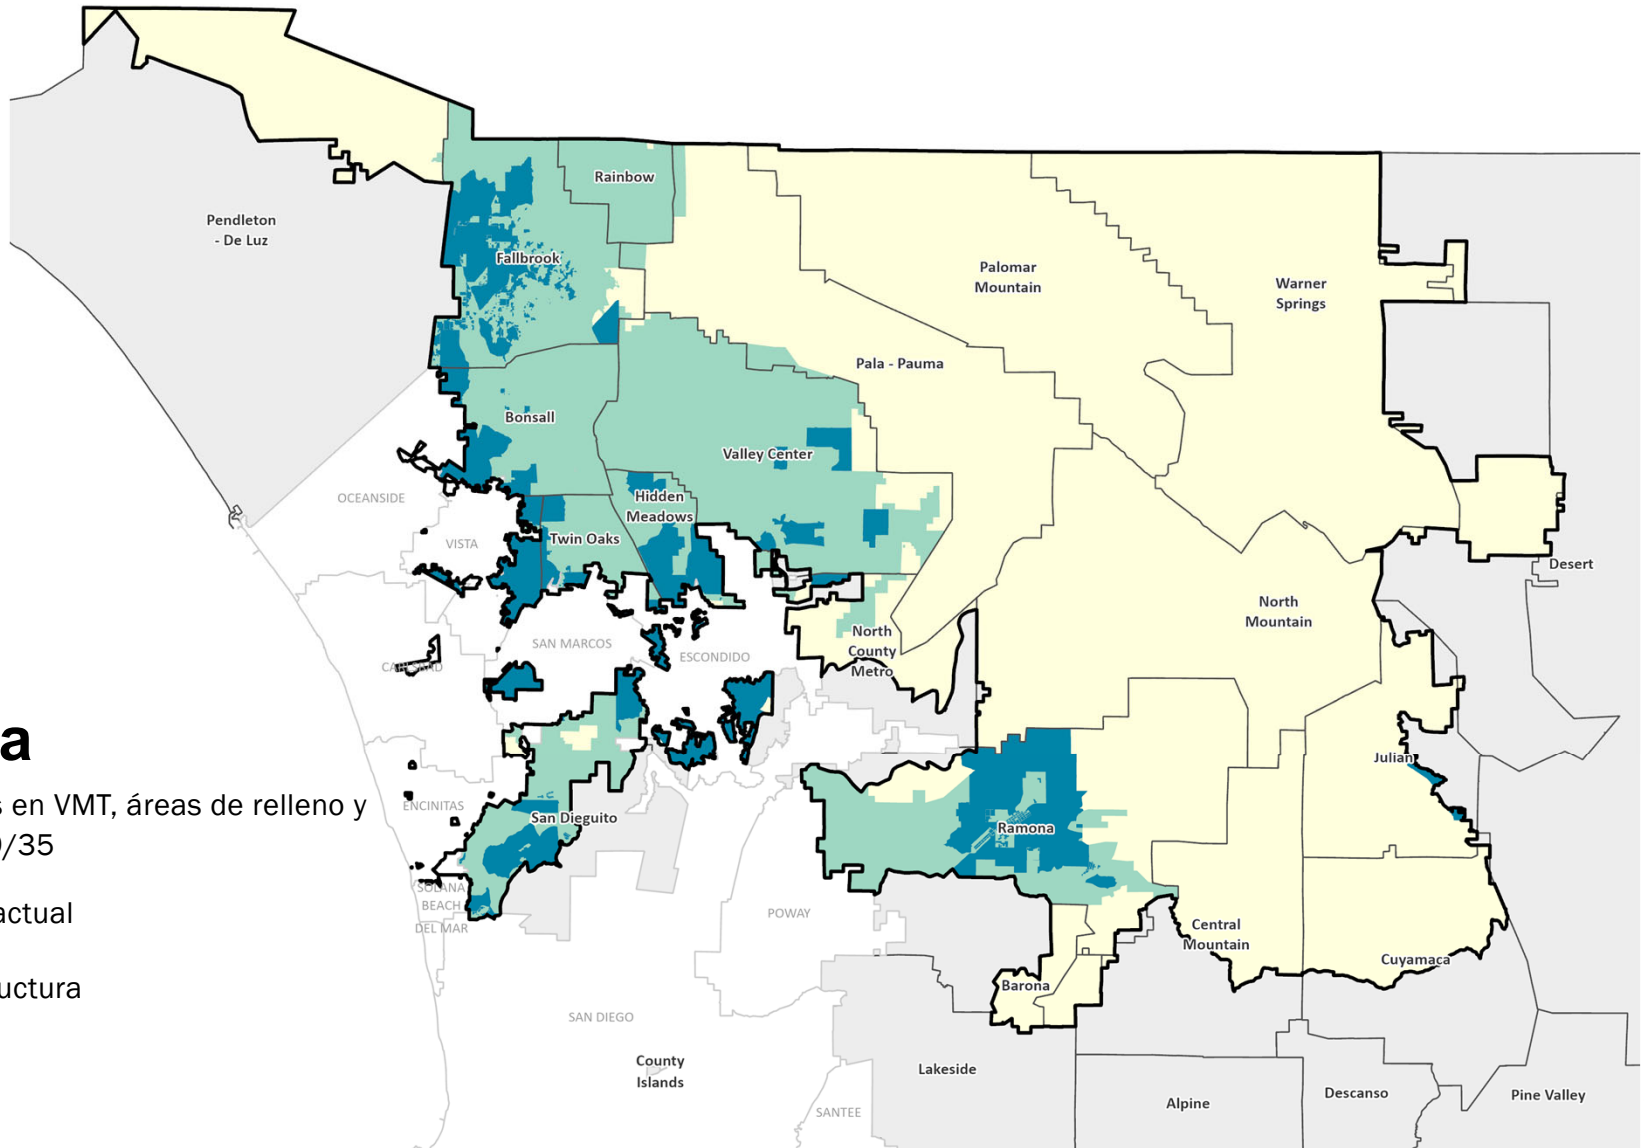 Rainbow
Pendleton
- De Luz
Fallbrook
Palomar
Mountain
Warner
Springs
Pala - Pauma
Bonsall
Valley Center
OCEANSIDE
Hidden
Meadows
VISTA
Twin Oaks
Desert
North
Mountain
SAN MARCOS
ESCONDIDO
North
County
Metro
CARLSBAD
a
Julian
s en VMT, áreas de relleno y
ENCINITAS
San Dieguito
Ramona
/35
SOLANA
BEACH
DEL MAR
actual
POWAY
Central
Mountain
Cuyamaca
Barona
uctura
SAN DIEGO
County
Islands
Lakeside
SANTEE
Alpine
Descanso
Pine Valley